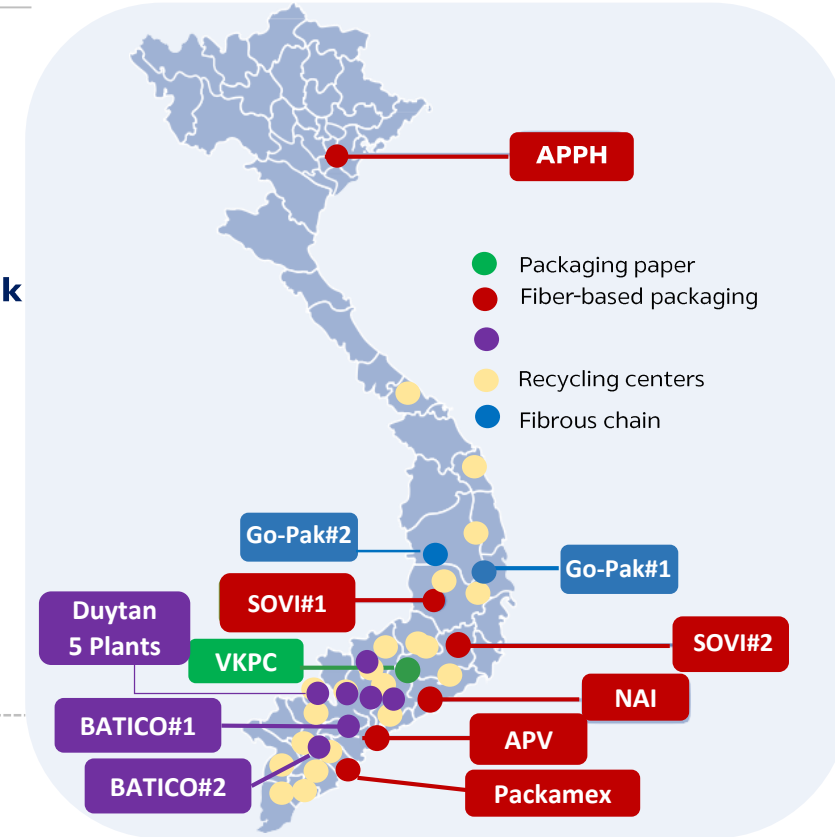 APPH
Packaging paper
Fiber-based packaging
k
Recycling centers
Fibrous chain
Go-Pak#2
Go-Pak#1
SOVI#1
Duytan
5 Plants
SOVI#2
VKPC
NAI
BATICO#1
APV
BATICO#2
Packamex